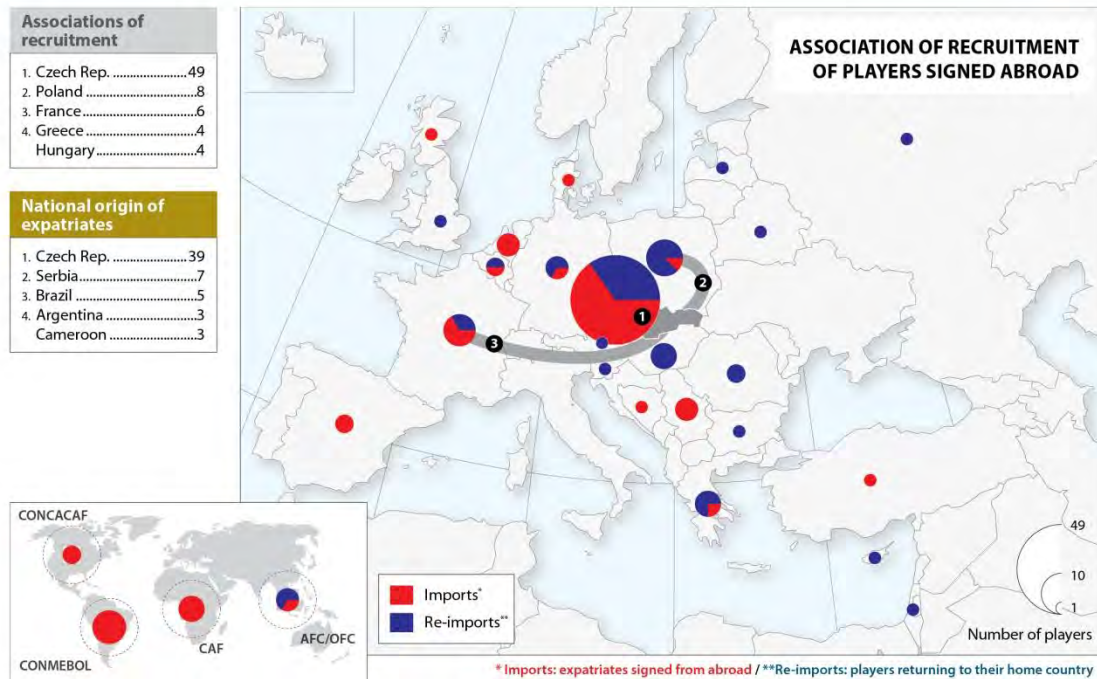 Associations of
recruitment
1. Czech Rep. ......................49
2. Poland ..............................8
3. France ...............................6
4. Greece ..............................4
Hungary ...........................4
National origin of
expatriates
1. Czech Rep. ......................39
2. Serbia ................................7
3. Brazil .................................5
4. Argentina .........................3
Cameroon .......................3
ASSOCIATION OF RECRUITMENT
OF PLAYERS SIGNED ABROAD
2
1
3
CONCACAF
CONMEBOL
CAF
AFC/OFC
Imports*
Re-imports**
49
10
1
Number of players
* Imports: expatriates signed from abroad / **Re-imports: players returning to their home country